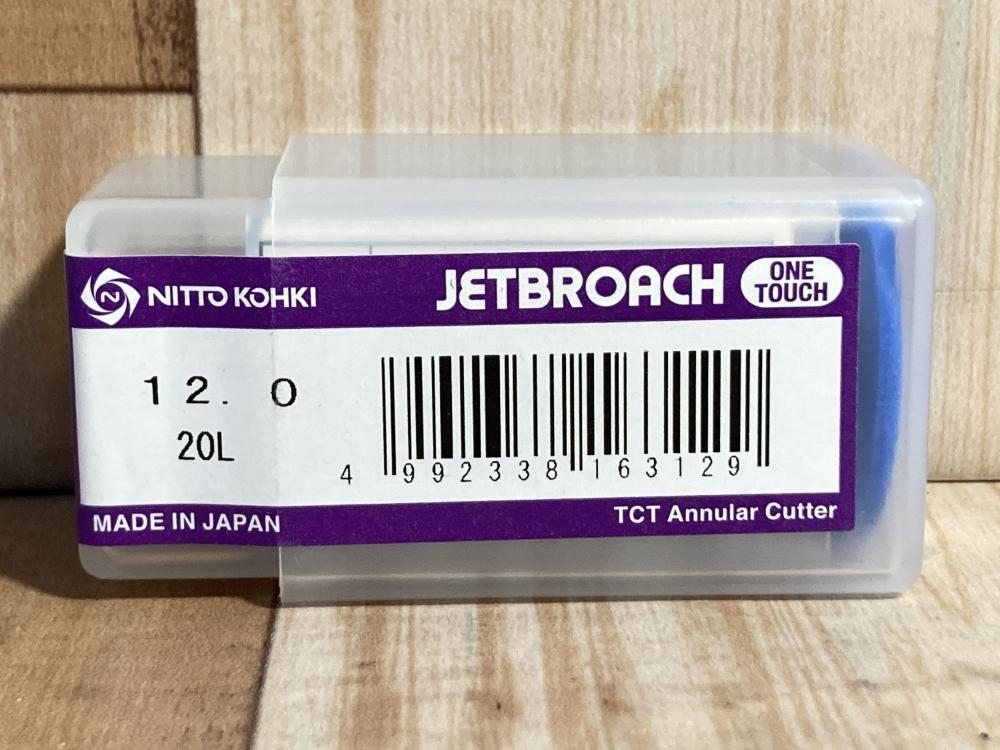 NITTO KOHKI
JETBROACH
ONE
TOUCH
12.0
20L
4 992338 163129
MADE IN JAPAN
TCT Annular Cutter